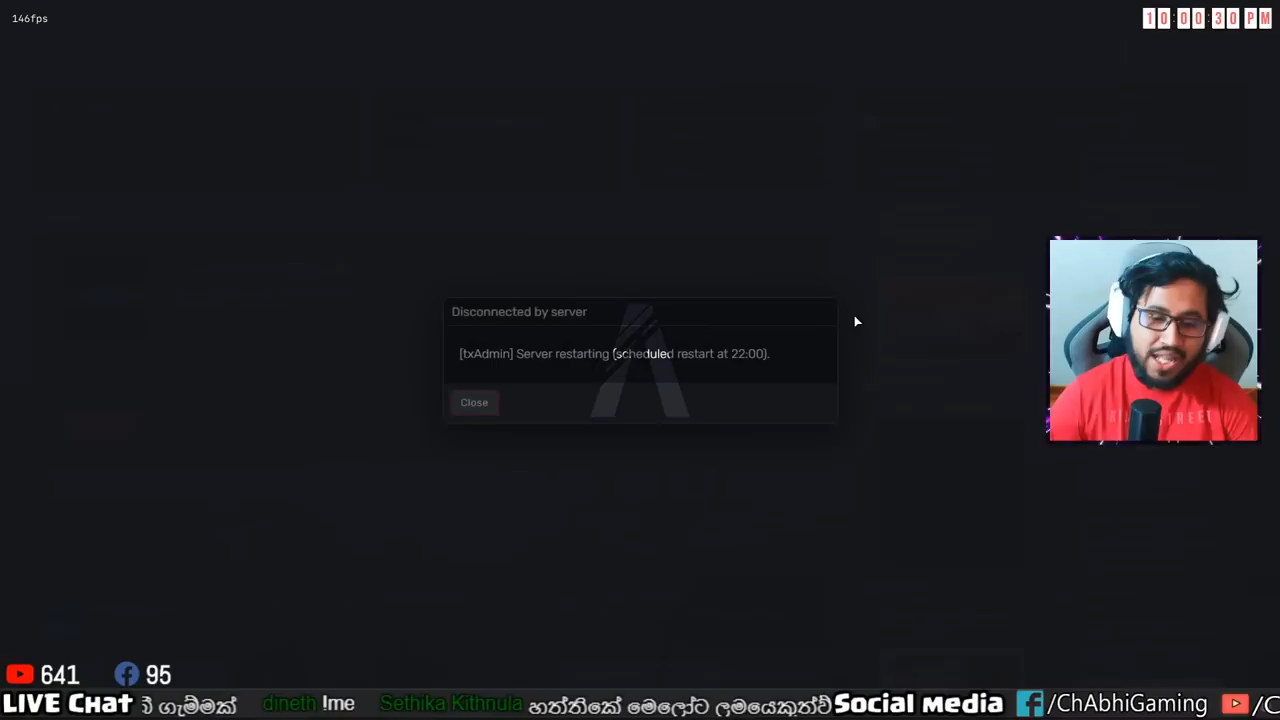 146fps
10:00:30 PM
Disconnected by server
[txAdmin] Server restarting (scheduled restart at 22:00).
Close
641 95
LIVE Chat ගැම්මක් dineth !me Sethika Kithnula හත්තිකේ මෙලෝට ලමයෙකුත්ව Social Media /ChAbhiGaming /C